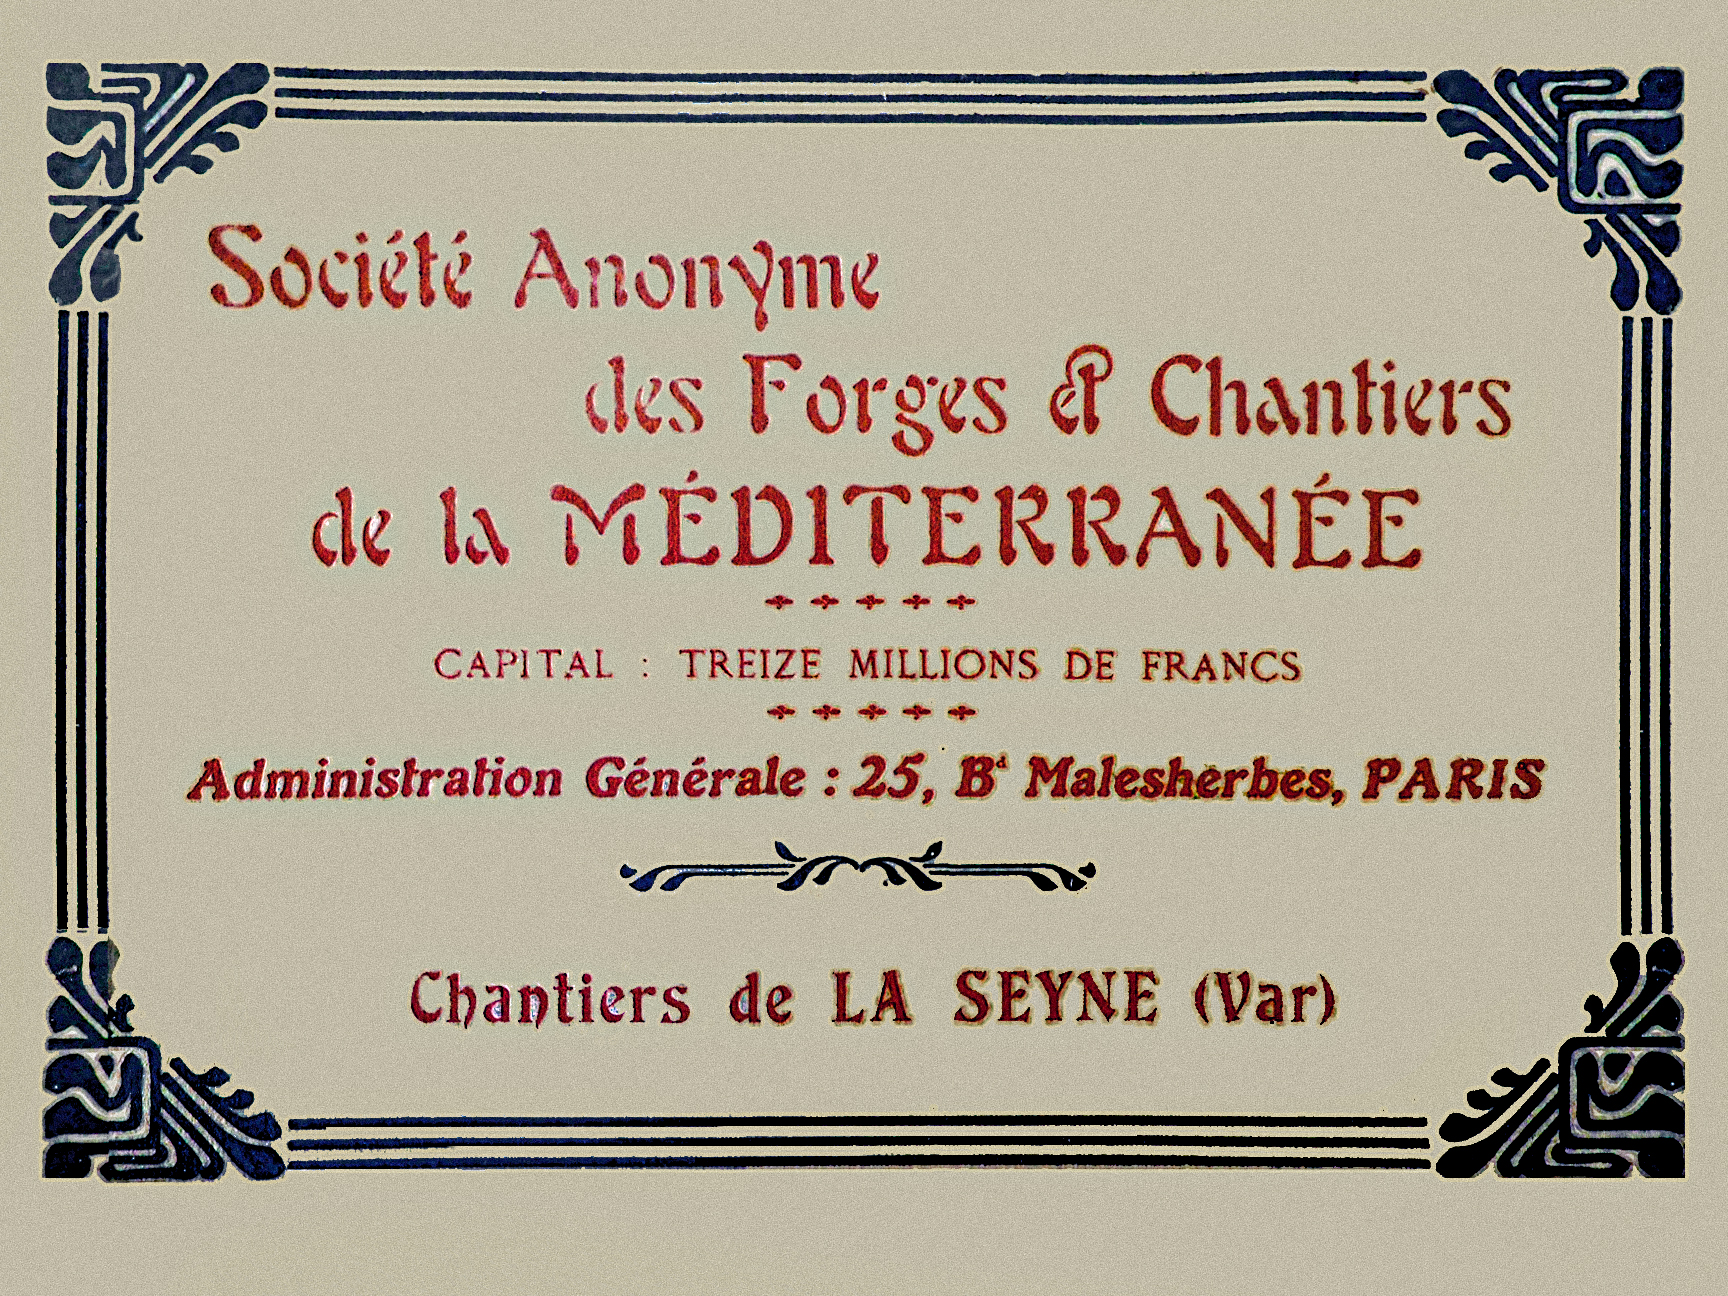 Société Anonyme
des Forges et Chantiers
de la MÉDITERRANÉE
CAPITAL : TREIZE MILLIONS DE FRANCS
Administration Générale : 25, Bd Malesherbes, PARIS
Chantiers de LA SEYNE (Var)